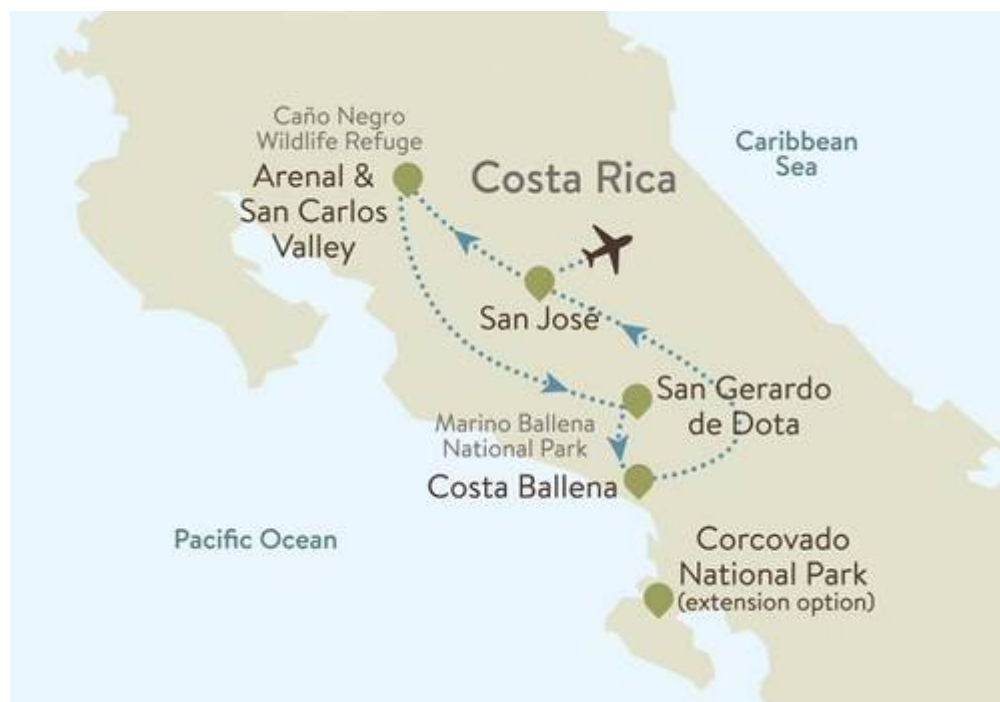 Caño Negro
Wildlife Refuge
Arenal &
San Carlos
Valley
Costa Rica
Caribbean
Sea
San José
San Gerardo
de Dota
Marino Ballena
National Park
Costa Ballena
Pacific Ocean
Corcovado
National Park
(extension option)